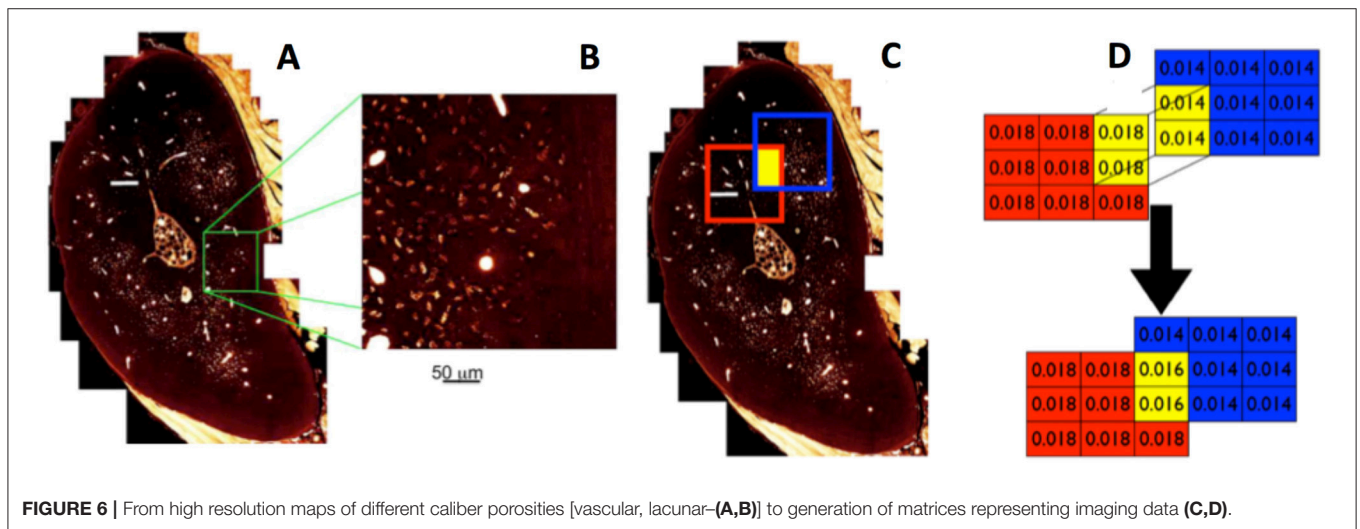 A
B
C
D
0.014 0.014 0.014
0.014 0.014 0.014
0.014 0.014 0.014
0.018 0.018 0.018
0.018 0.018 0.018
0.018 0.018 0.018
50 µm
0.014 0.014 0.014
0.018 0.018 0.016 0.014 0.014
0.018 0.018 0.016 0.014 0.014
0.018 0.018 0.018
FIGURE 6 | From high resolution maps of different caliber porosities [vascular, lacunar–(A,B)] to generation of matrices representing imaging data (C,D).